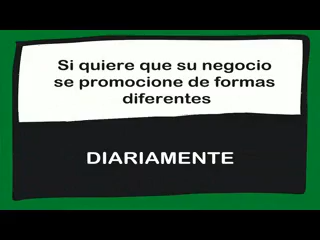 Si quiere que su negocio
se promocione de formas
diferentes
DIARIAMENTE